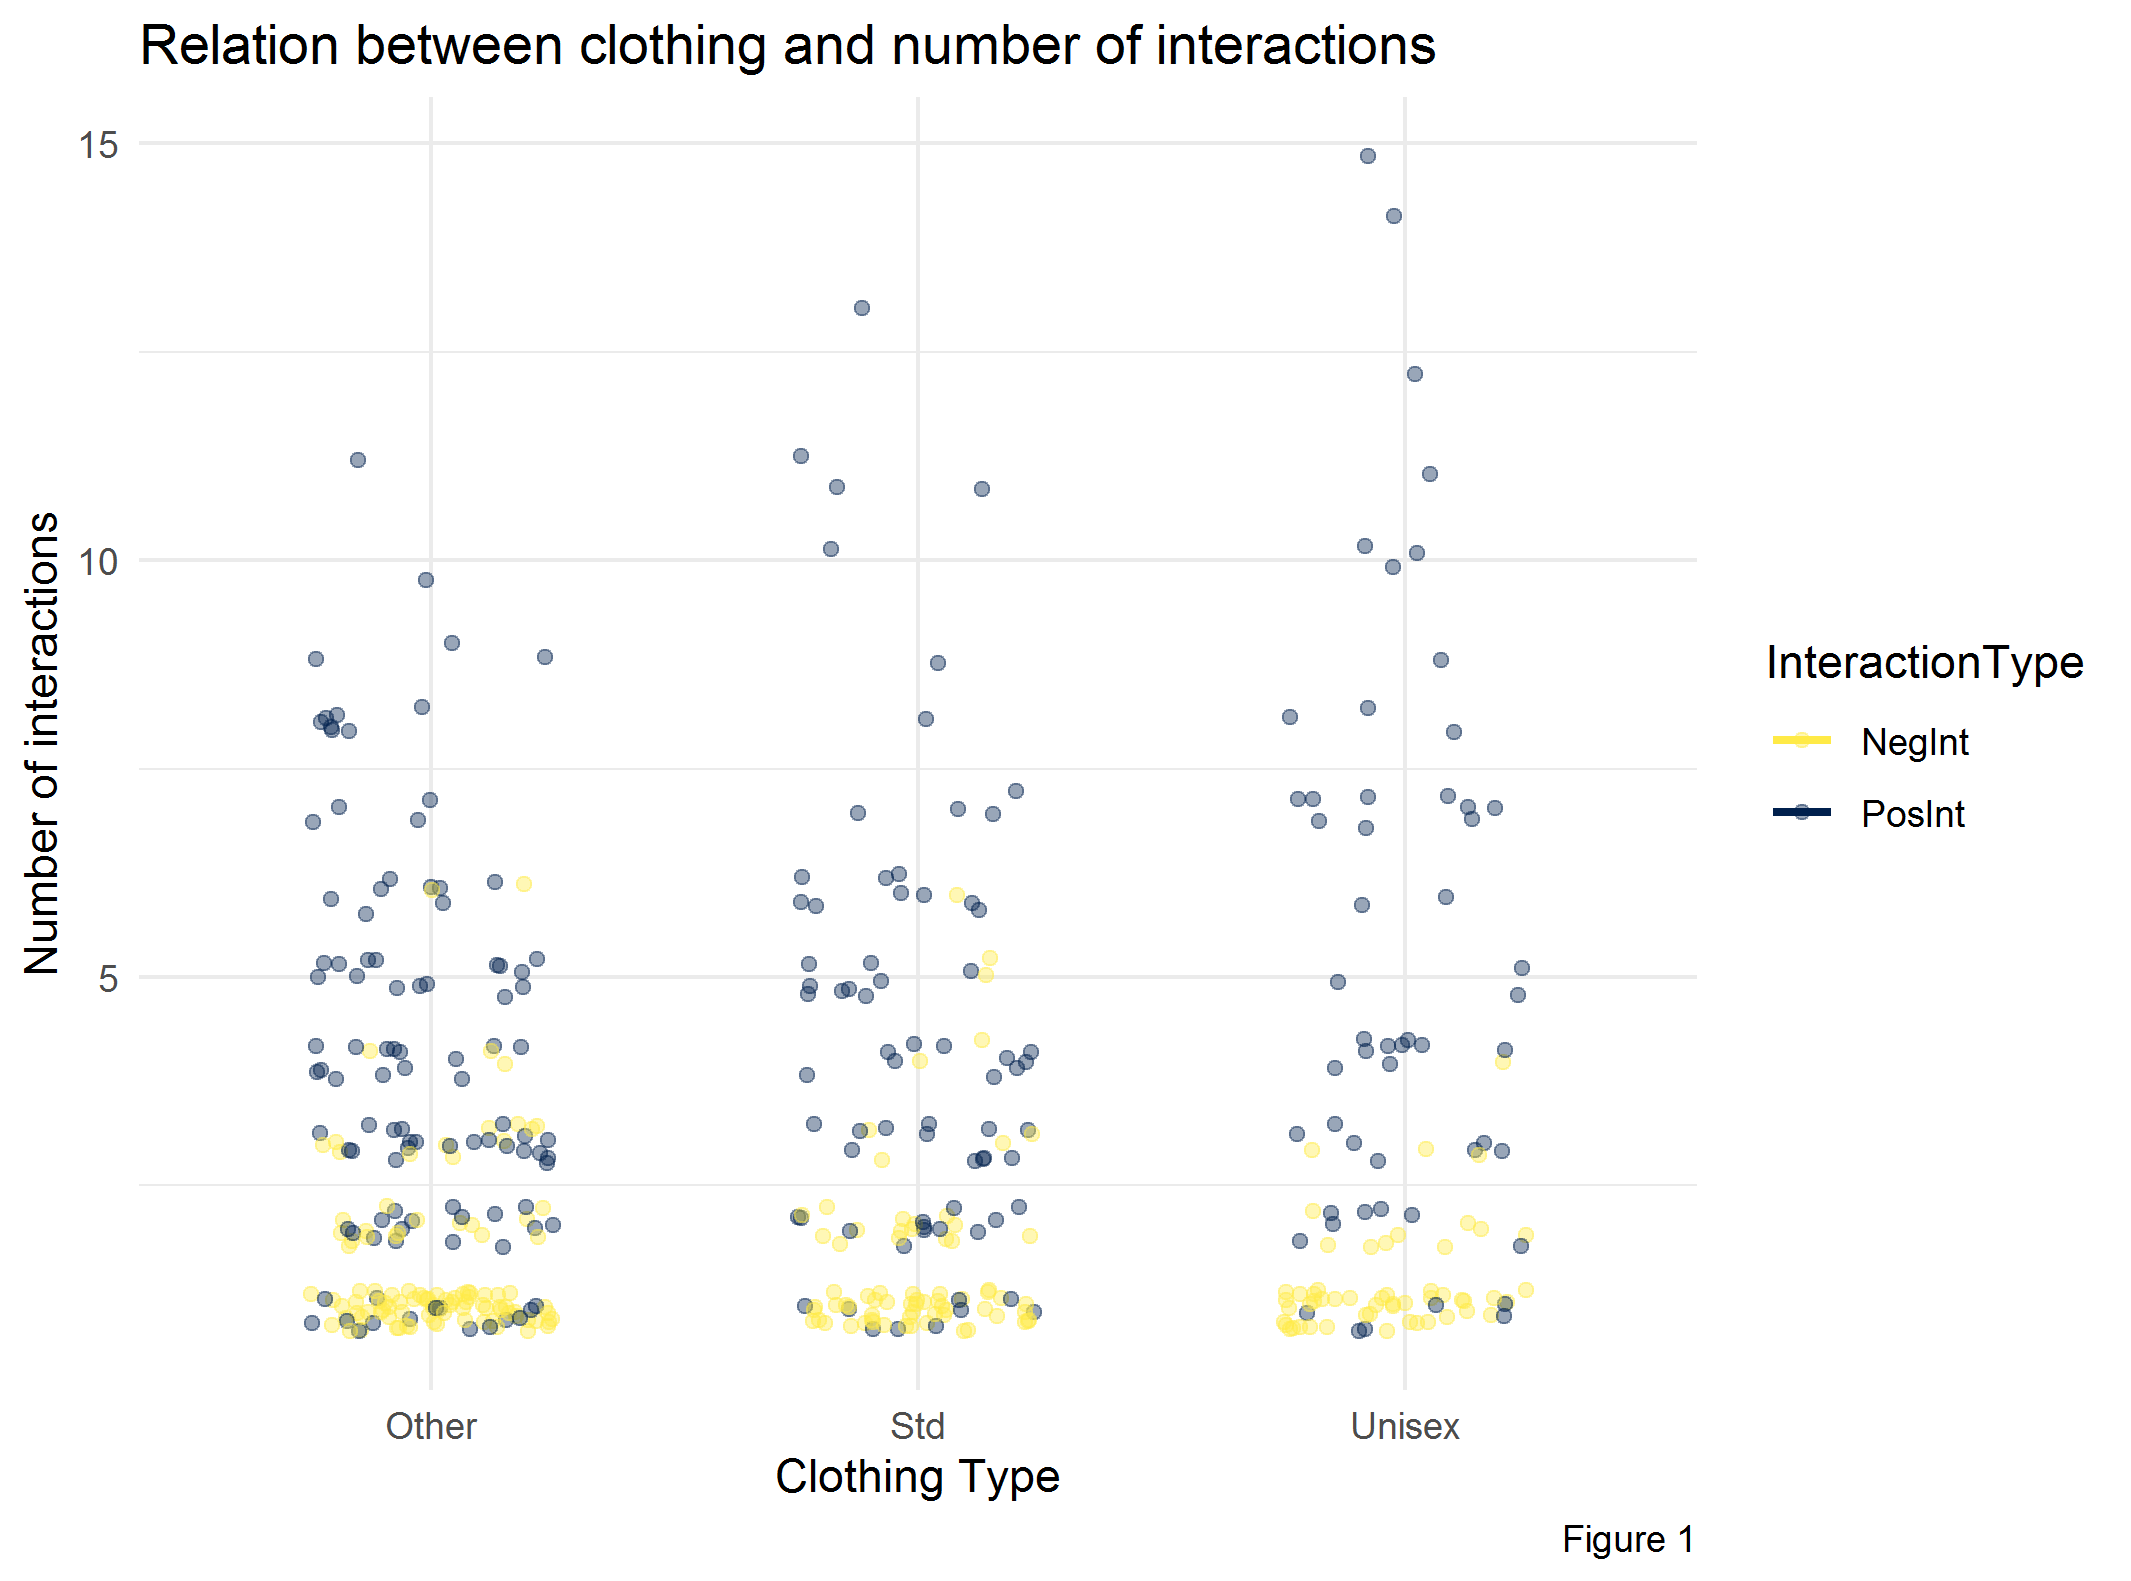 Relation between clothing and number of interactions
15
10
5
Number of interactions
Other
Std
Unisex
Clothing Type
InteractionType
NegInt
PosInt
Figure 1